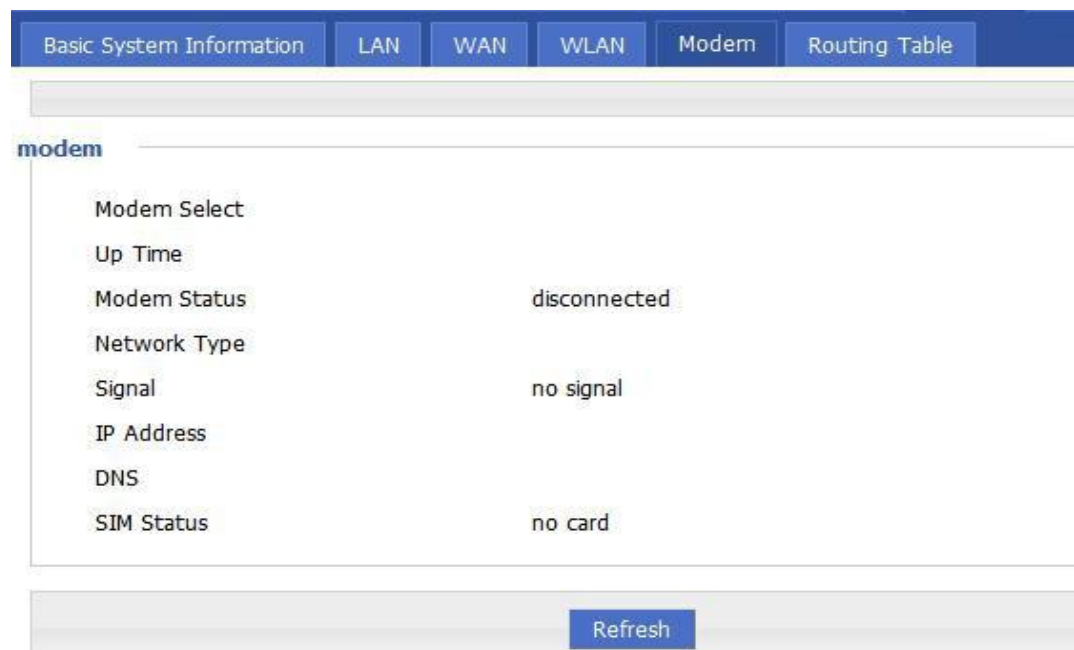 Basic System Information LAN WAN WLAN Modem Routing Table
modem
Modem Select
Up Time
Modem Status disconnected
Network Type
Signal no signal
IP Address
DNS
SIM Status no card
Refresh